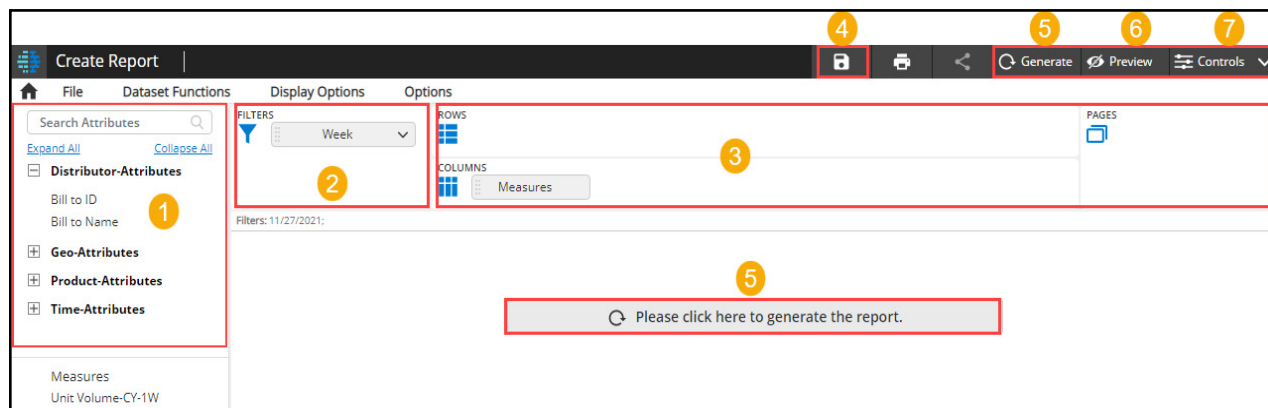 4
5
6
7
Create Report
Generate
Preview
Controls
File
Dataset Functions
Display Options
Options
Search Attributes
Expand All
Collapse All
Distributor-Attributes
Bill to ID
Bill to Name
1
Geo-Attributes
Product-Attributes
Time-Attributes
Measures
Unit Volume-CY-1W
FILTERS
Week
2
ROWS
3
COLUMNS
Measures
PAGES
Filters: 11/27/2021;
5
Please click here to generate the report.